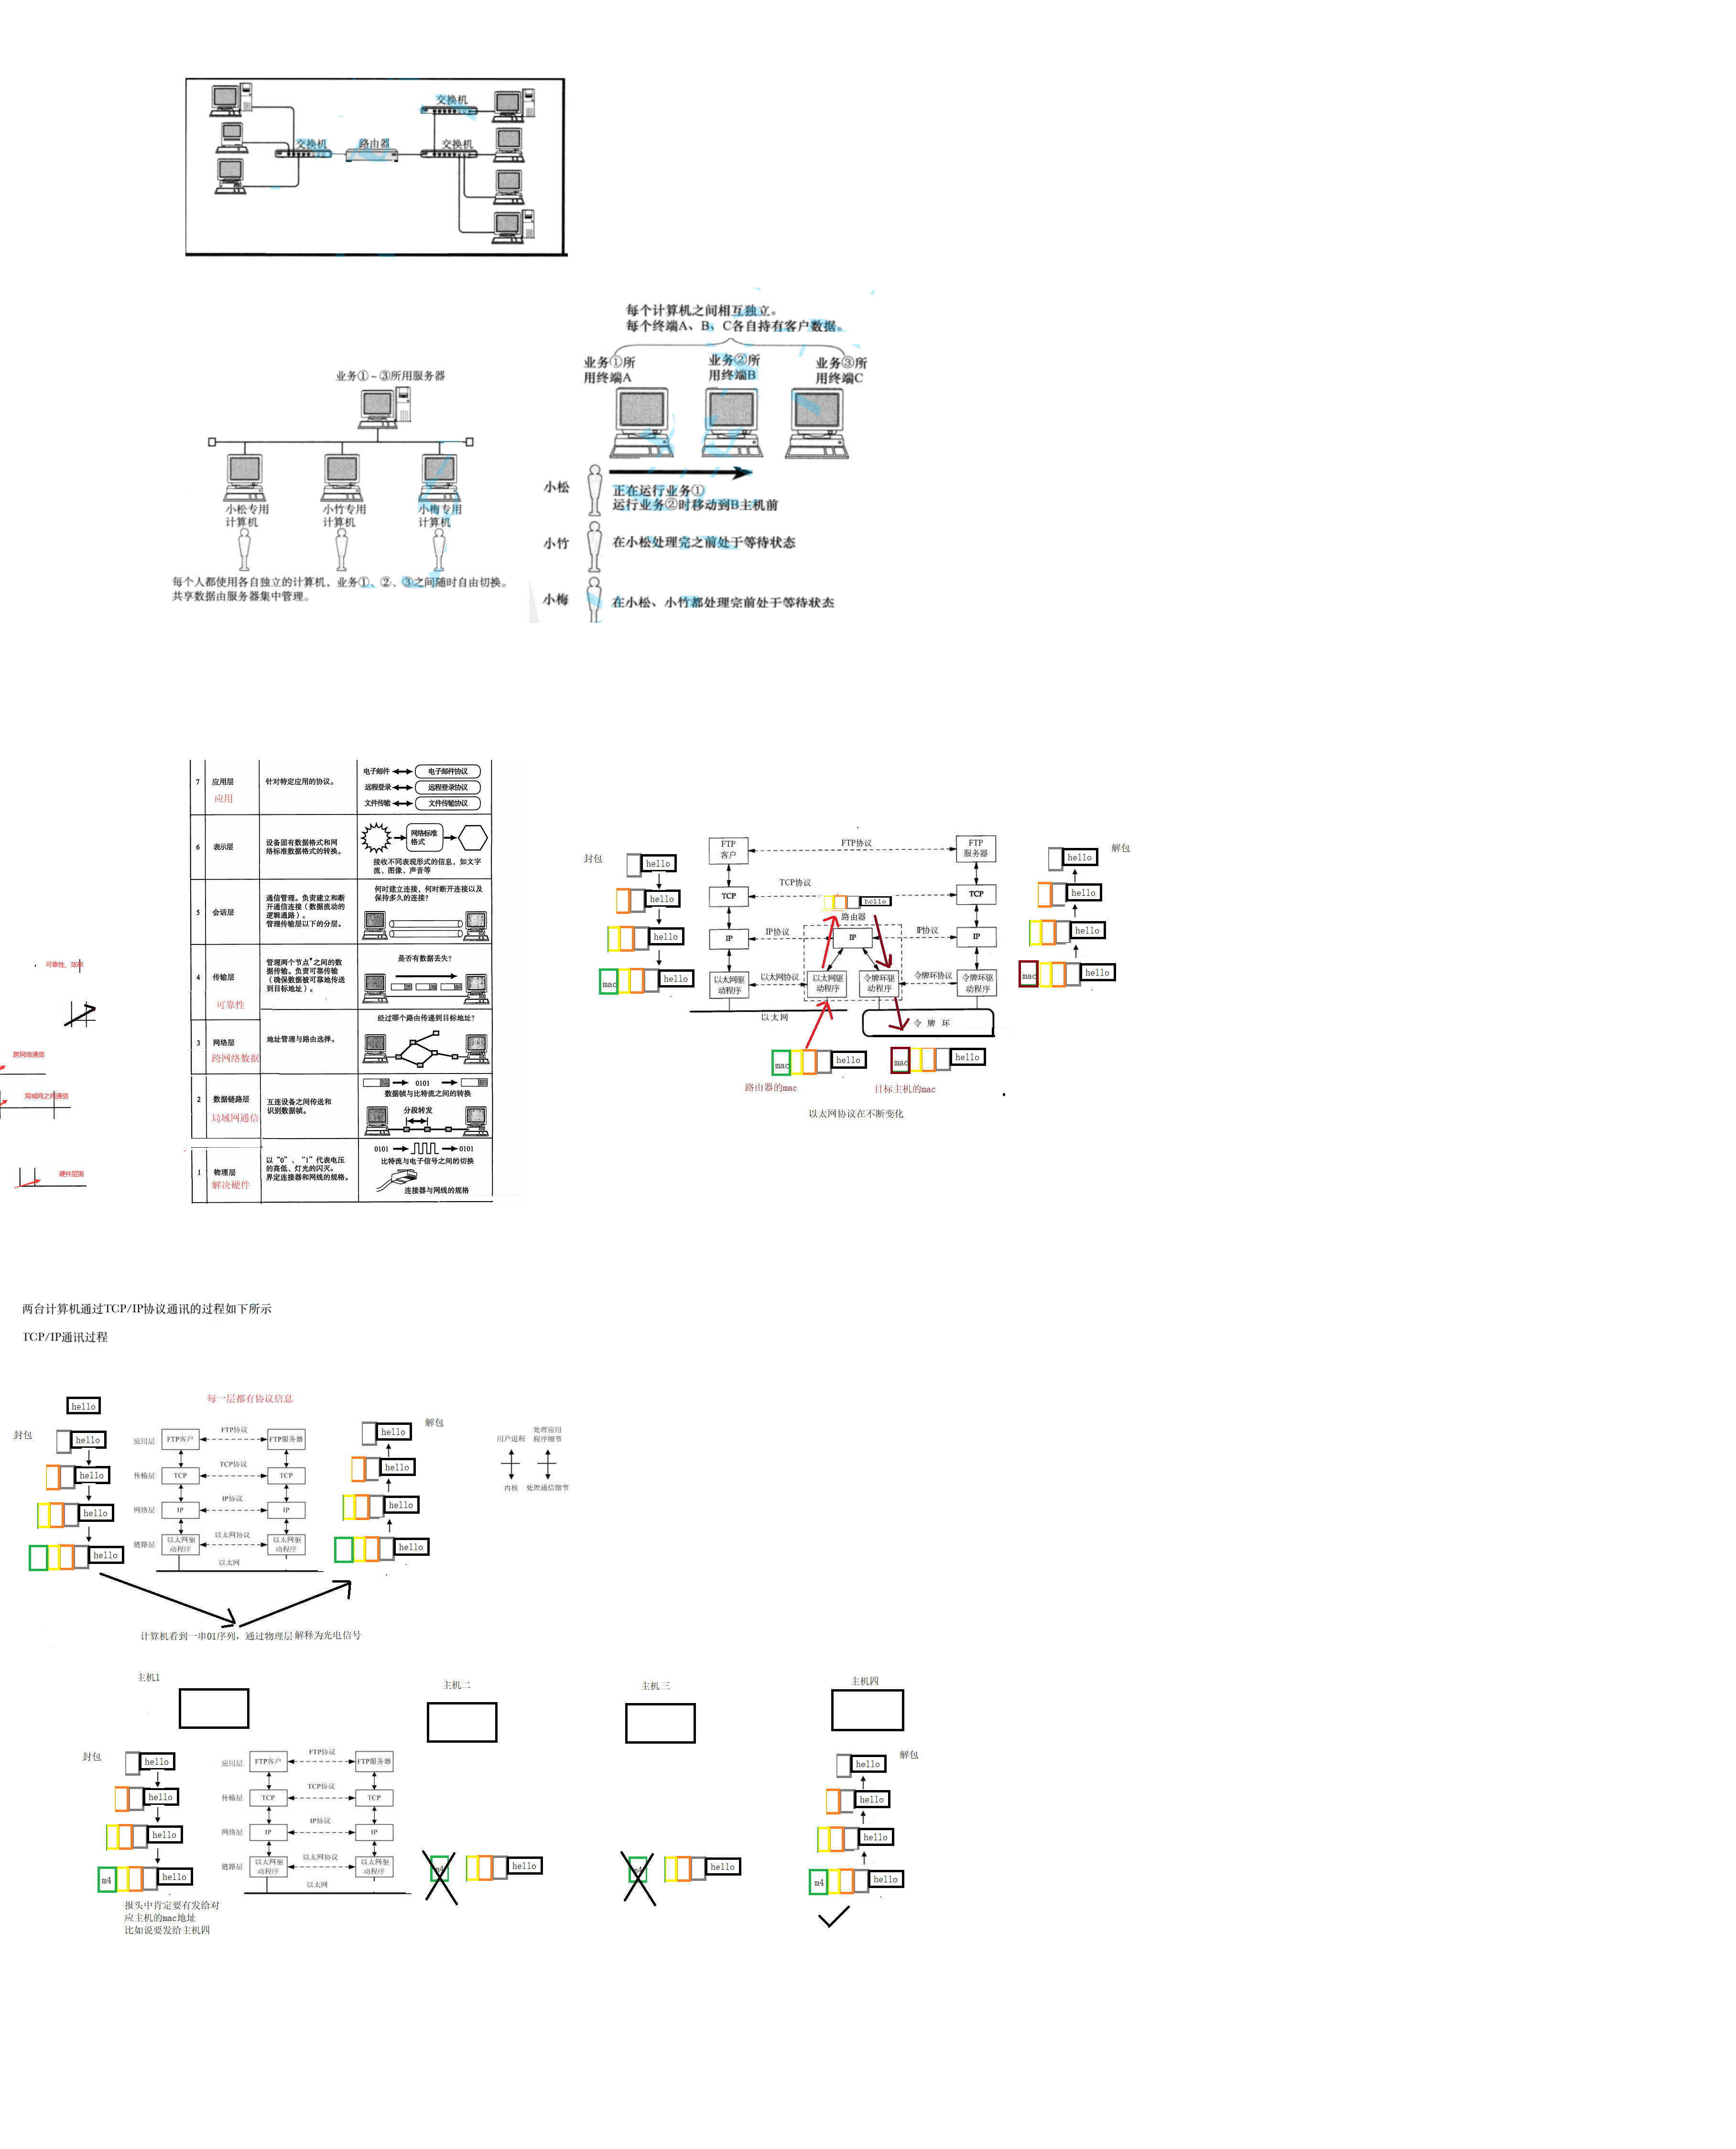 交换机
交换机
路由器
交换机
每个计算机之间相互独立。
每个终端A、B、C各自持有客户数据。
业务①所
用终端A
业务②所
用终端B
业务③所
用终端C
业务①~③所用服务器
小松专用
计算机
小竹专用
计算机
小梅专用
计算机
每个人都使用各自独立的计算机，业务①、②、③之间随时自由切换。
共享数据由服务器集中管理。
小松
正在运行业务①
运行业务②时移动到B主机前
小竹
在小松处理完之前处于等待状态
小梅
在小松、小竹都处理完前处于等待状态
7
应用层
应用
针对特定应用的协议。
电子邮件
电子邮件协议
远程登录
远程登录协议
文件传输
文件传输协议
6
表示层
设备固有数据格式和网
络标准数据格式的转换。
网络标准
格式
接收不同表现形式的信息，如文字
流、图像、声音等
5
会话层
通信管理。负责建立和断
开通信连接（数据流动的
逻辑通路）。
管理传输层以下的分层。
何时建立连接，何时断开连接以及
保持多久的连接？
4
传输层
可靠性
管理两个节点之间的数
据传输。负责可靠传输
（确保数据被可靠地传送
到目标地址）。
是否有数据丢失？
3
网络层
跨网络数据
地址管理与路由选择。
经过哪个路由传递到目标地址？
2
数据链路层
局域网通信
互连设备之间传送和
识别数据帧。
0101
数据帧与比特流之间的转换
分段转发
1
物理层
解决硬件
以“0”、“1”代表电压
的高低、灯光的闪灭。
界定连接器和网线的规格。
0101
0101
比特流与电子信号之间的切换
连接器与网线的规格
可靠性，效
跨网络通信
局域网之间通信
硬件层面
封包
hello
hello
hello
mac
hello
FTP
客户
FTP协议
FTP
服务器
TCP
TCP协议
TCP
hello
路由器
IP
IP协议
IP
IP协议
IP
以太网驱
动程序
以太网协议
以太网驱
动程序
令牌环驱
动程序
令牌环协议
令牌环驱
动程序
以太网
令牌环
mac
hello
mac
hello
路由器的mac
目标主机的mac
以太网协议在不断变化
解包
hello
hello
hello
mac
hello
两台计算机通过TCP/IP协议通讯的过程如下所示
TCP/IP通讯过程
hello
每一层都有协议信息
封包
hello
hello
hello
hello
应用层
FTP客户
FTP协议
FTP服务器
传输层
TCP
TCP协议
TCP
网络层
IP
IP协议
IP
链路层
以太网驱
动程序
以太网协议
以太网驱
动程序
以太网
解包
hello
hello
hello
hello
用户进程
处理应用
程序细节
内核
处理通信细节
计算机看到一串01序列，通过物理层解释为光电信号
主机1
主机二
主机三
主机四
封包
hello
hello
hello
m4
hello
应用层
FTP客户
FTP协议
FTP服务器
传输层
TCP
TCP协议
TCP
网络层
IP
IP协议
IP
链路层
以太网驱
动程序
以太网协议
以太网驱
动程序
以太网
m4
hello
m4
hello
解包
hello
hello
hello
m4
hello
报头中肯定要有发给对
应主机的mac地址
比如说要发给主机四